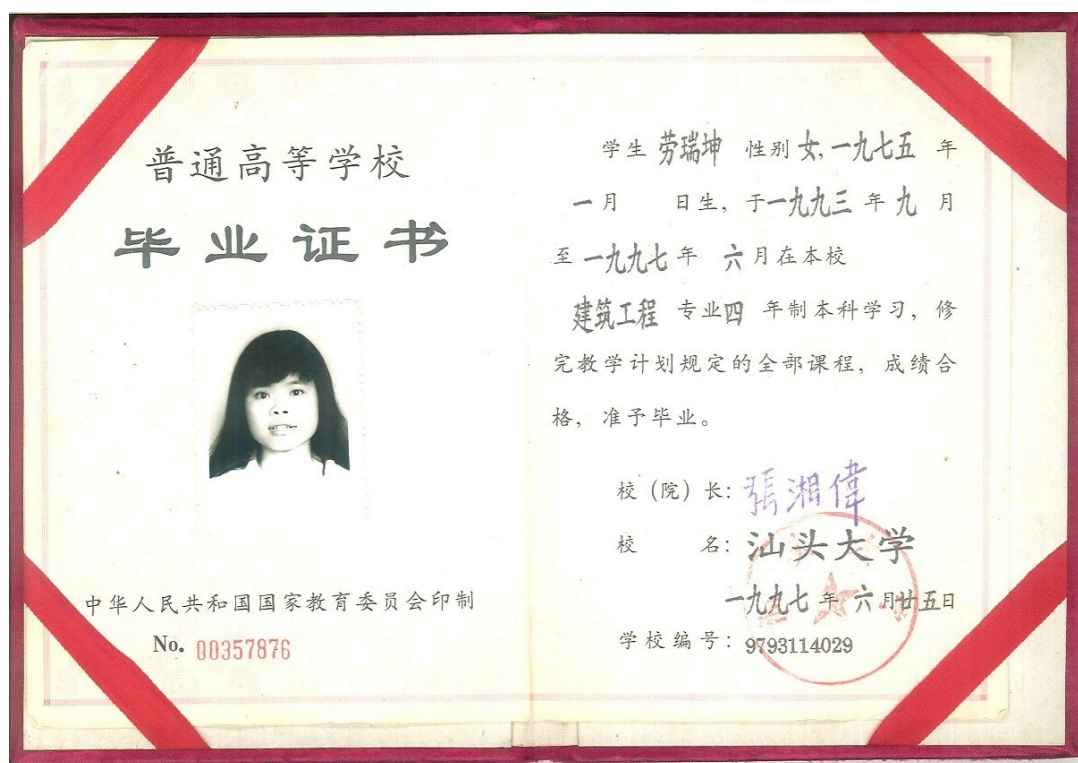 普通高等学校
毕业证书
中华人民共和国国家教育委员会印制
No. 00357876
学生 劳瑞坤 性别 女,一九七五 年
一月 日生, 于一九九三年九月
至一九九七年 六月在本校
建筑工程 专业四 年制本科学习, 修
完教学计划规定的全部课程, 成绩合
格, 准予毕业。
校(院)长: 張湘偉
校 名: 汕头大学
一九九七年六月廿五日
学校编号: 9793114029